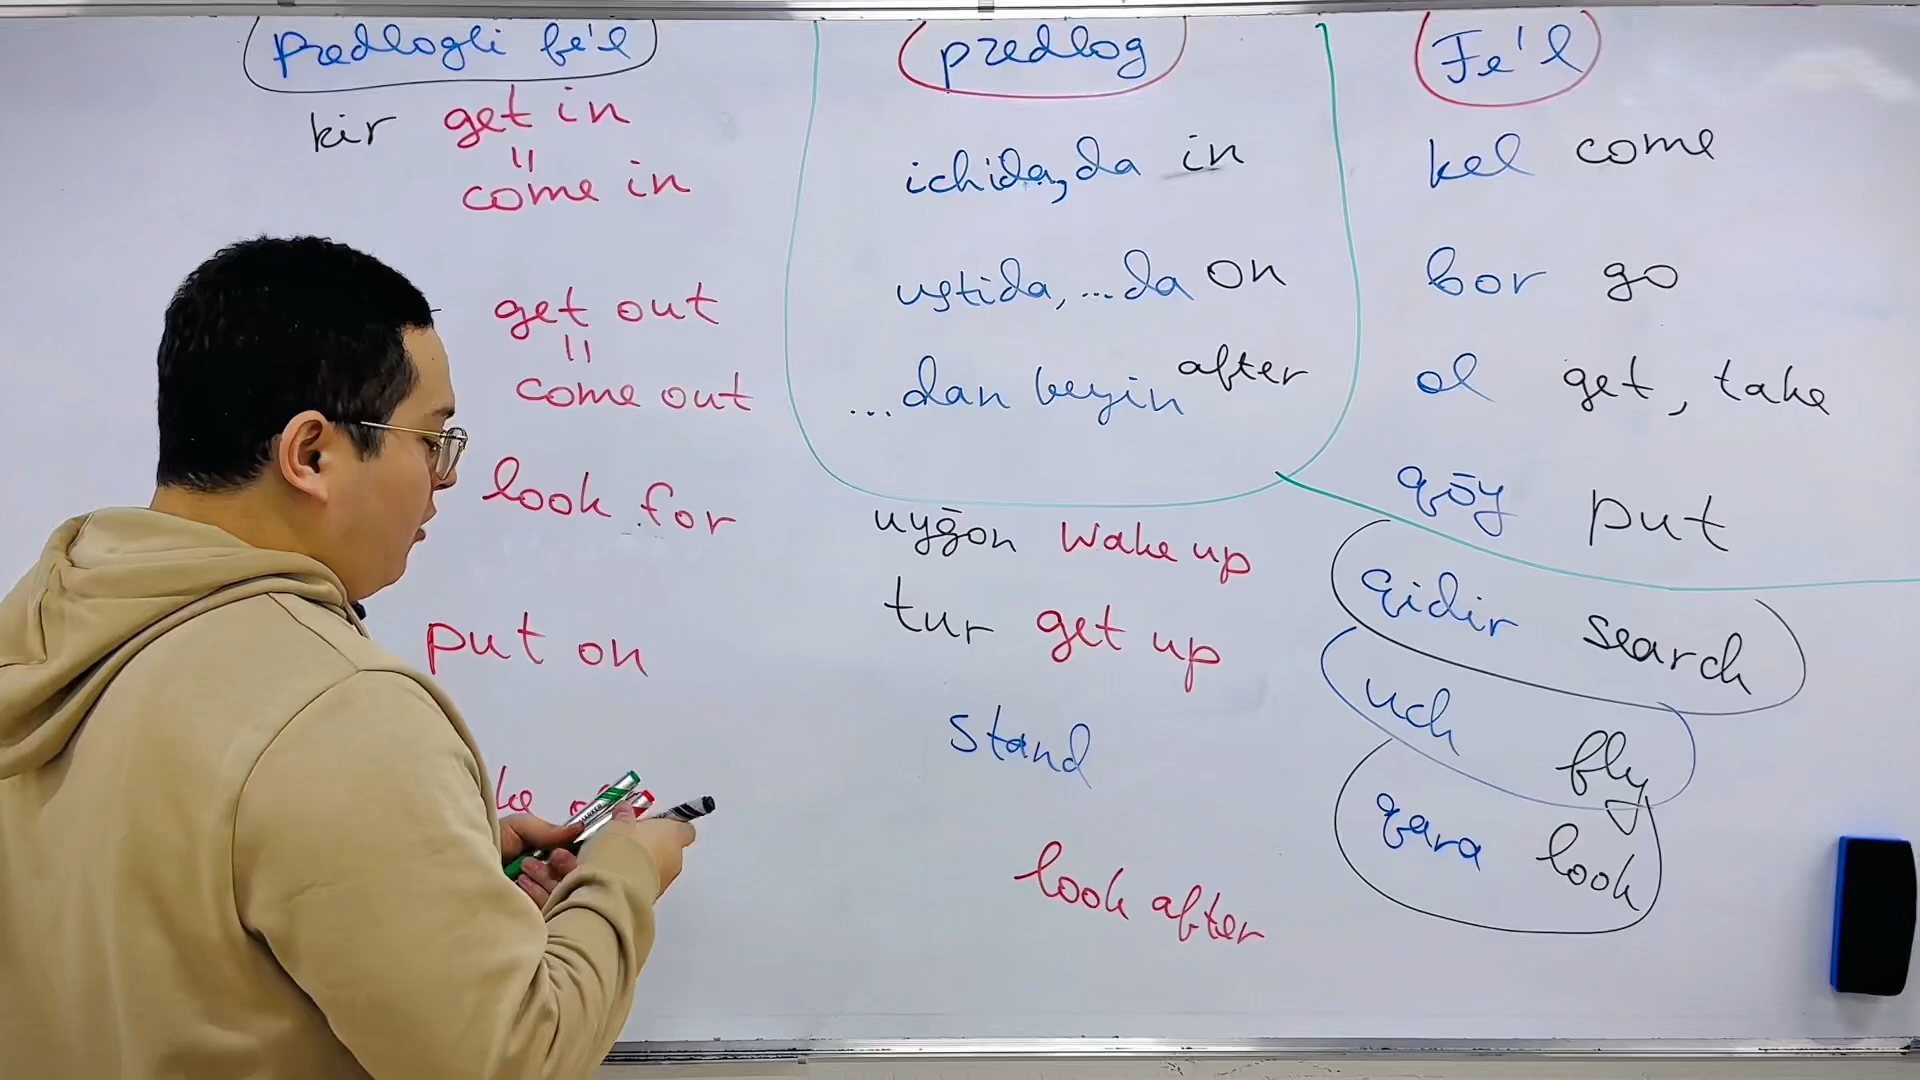 predlogli fe'l
kir get in
=
come in
get out
=
come out
look for
put on
predlog
ichida, da in
ustida, ...da on
...dan keyin after
uyg̅on wake up
tur get up
stand
look after
Fe'l
kel come
bor go
ol get, take
qōy put
qidir search
uch fly
qara look